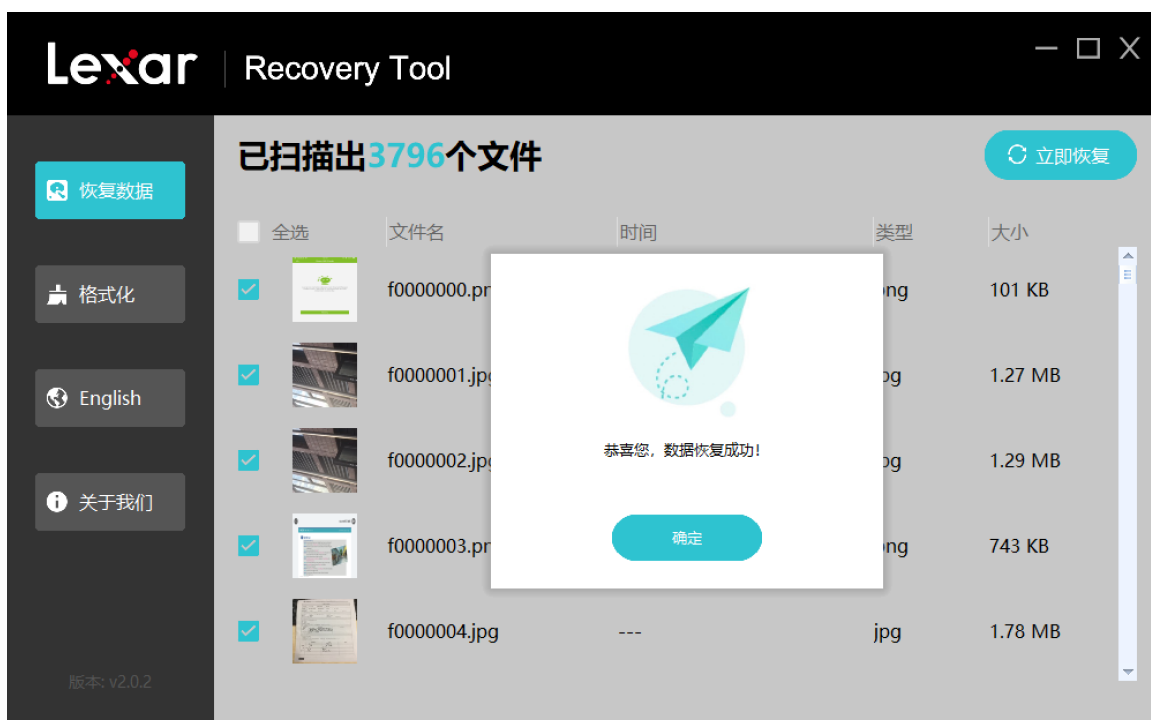 Lexar Recovery Tool
已扫描出3796个文件
立即恢复
恢复数据
格式化
English
关于我们
版本: v2.0.2
全选 文件名 时间 类型 大小
f0000000.pn ng 101 KB
f0000001.jpg pg 1.27 MB
f0000002.jpg pg 1.29 MB
f0000003.pn ng 743 KB
f0000004.jpg --- jpg 1.78 MB
恭喜您,数据恢复成功!
确定